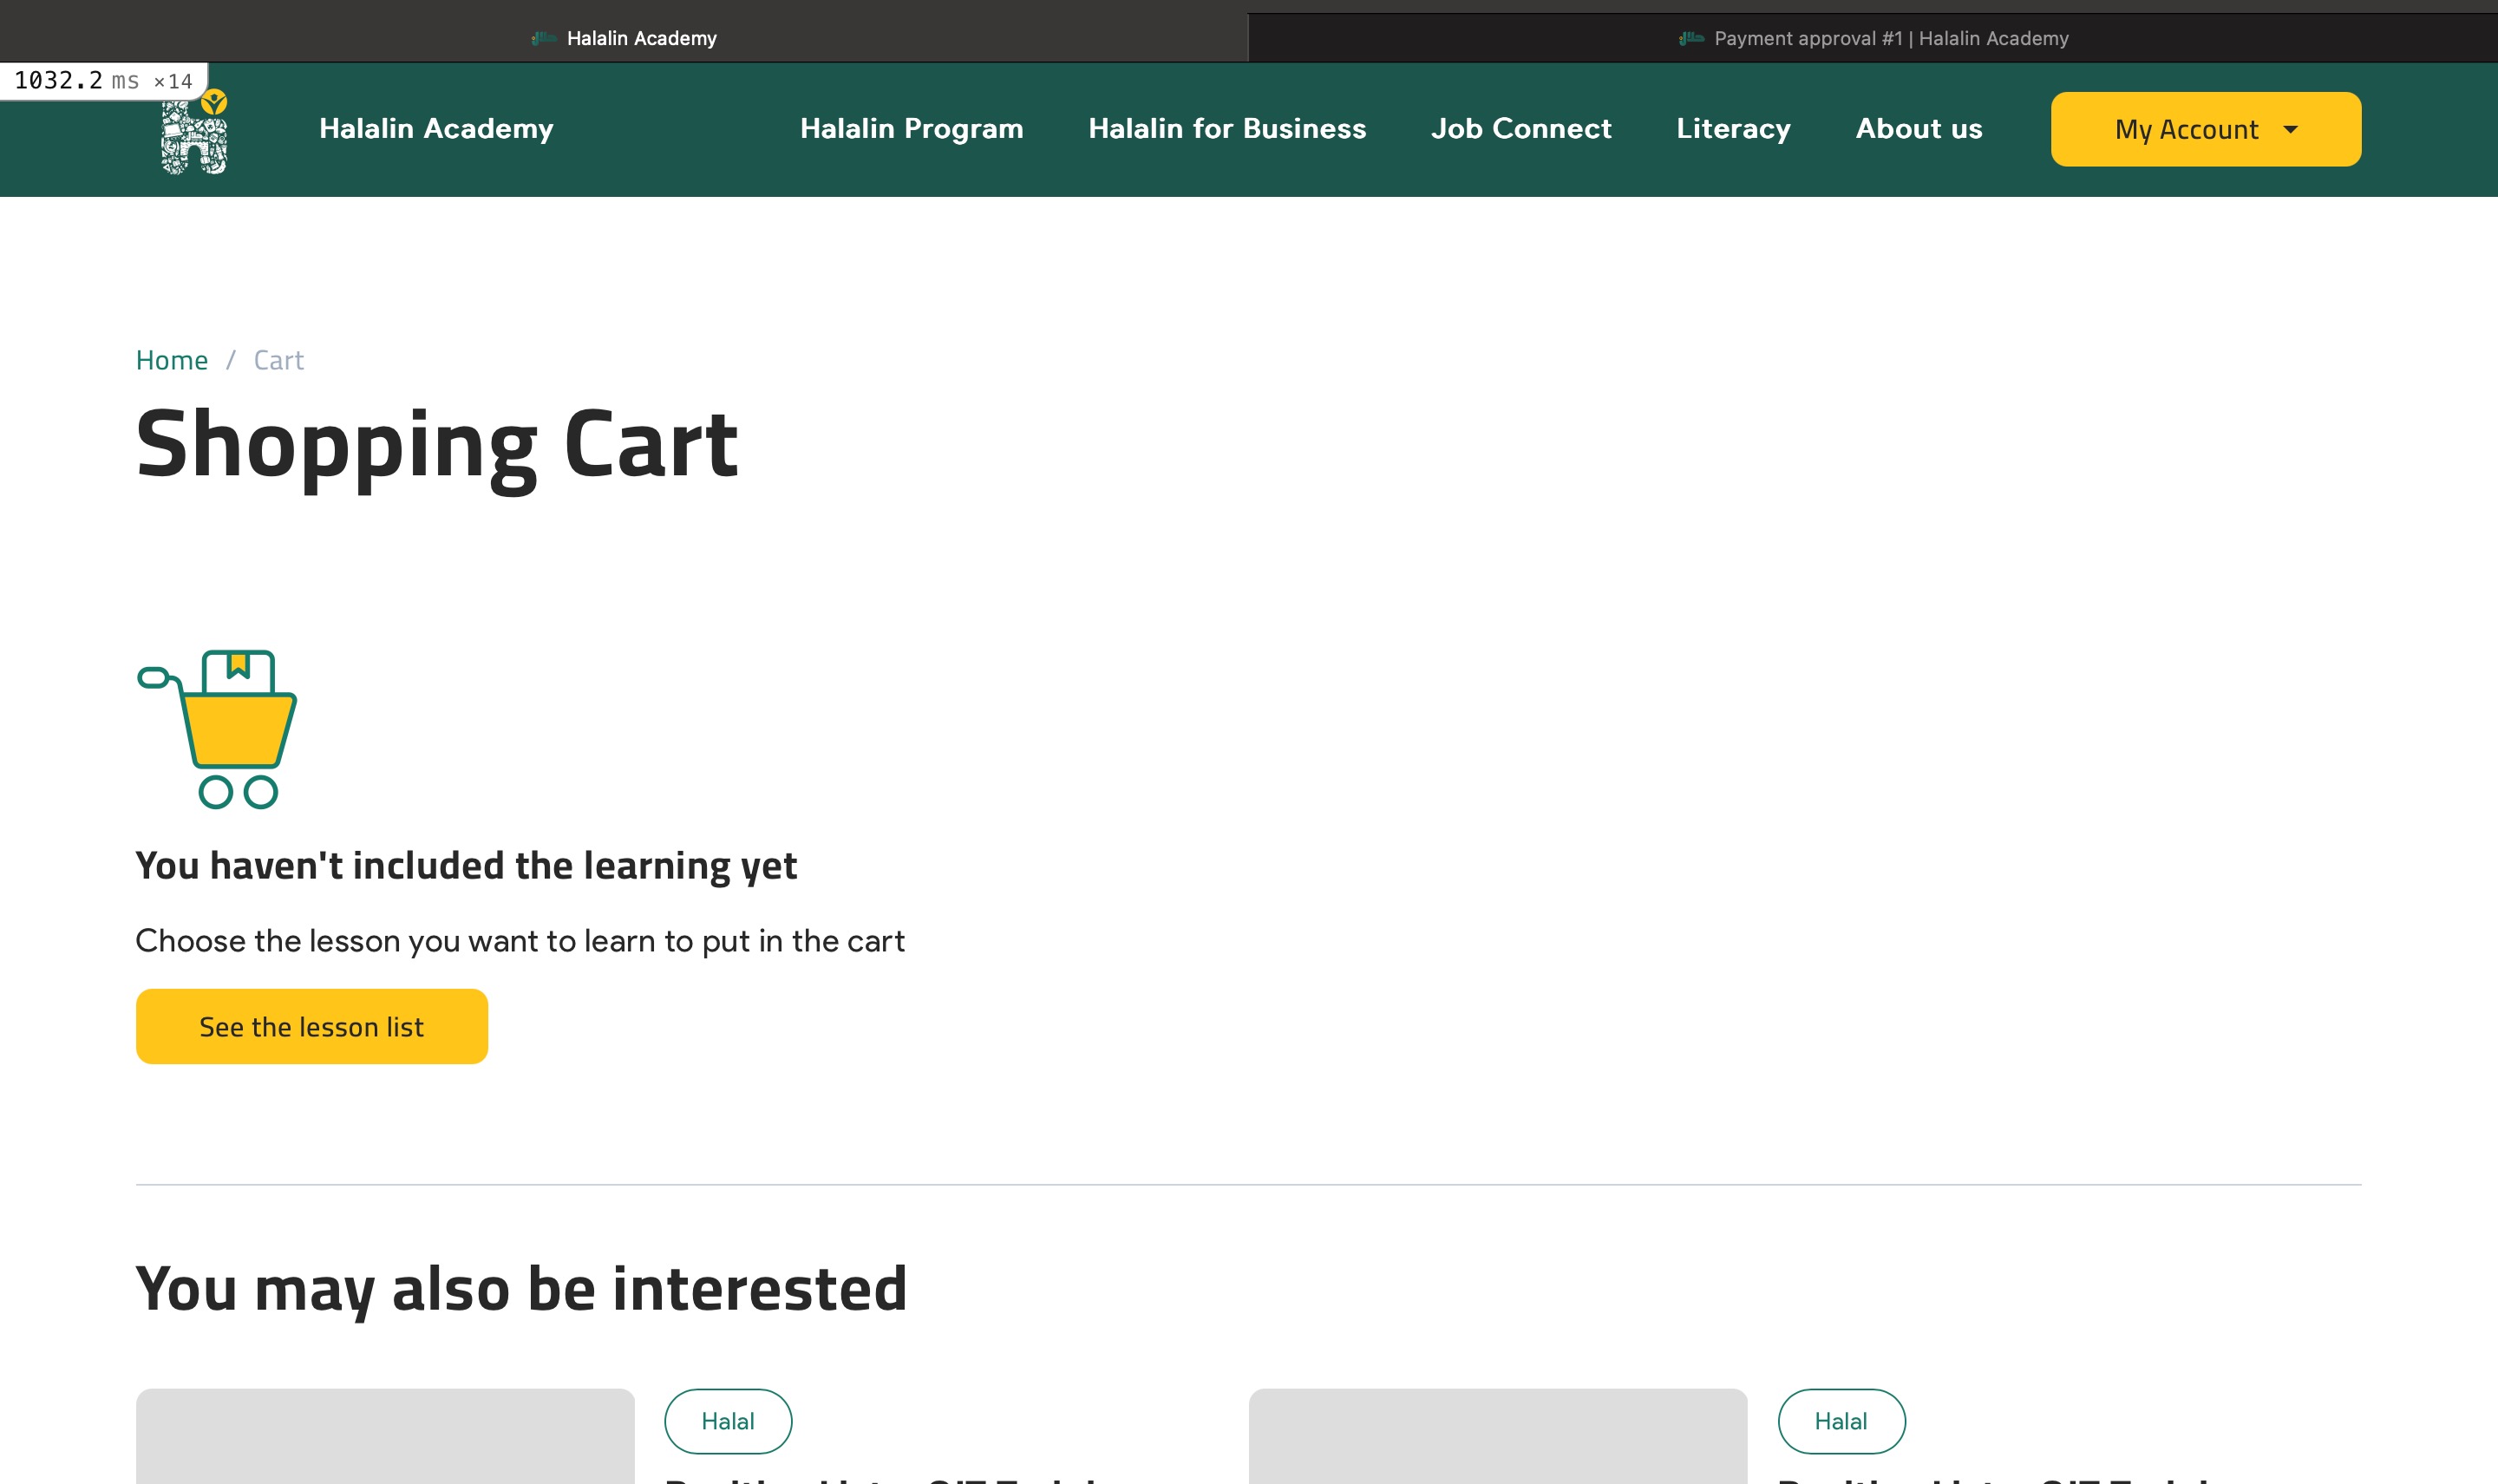 Halalin Academy
Payment approval #1 | Halalin Academy
1032.2 ms ×14
Halalin Academy
Halalin Program
Halalin for Business
Job Connect
Literacy
About us
My Account
Home / Cart
Shopping Cart
You haven't included the learning yet
Choose the lesson you want to learn to put in the cart
See the lesson list
You may also be interested
Halal
Halal